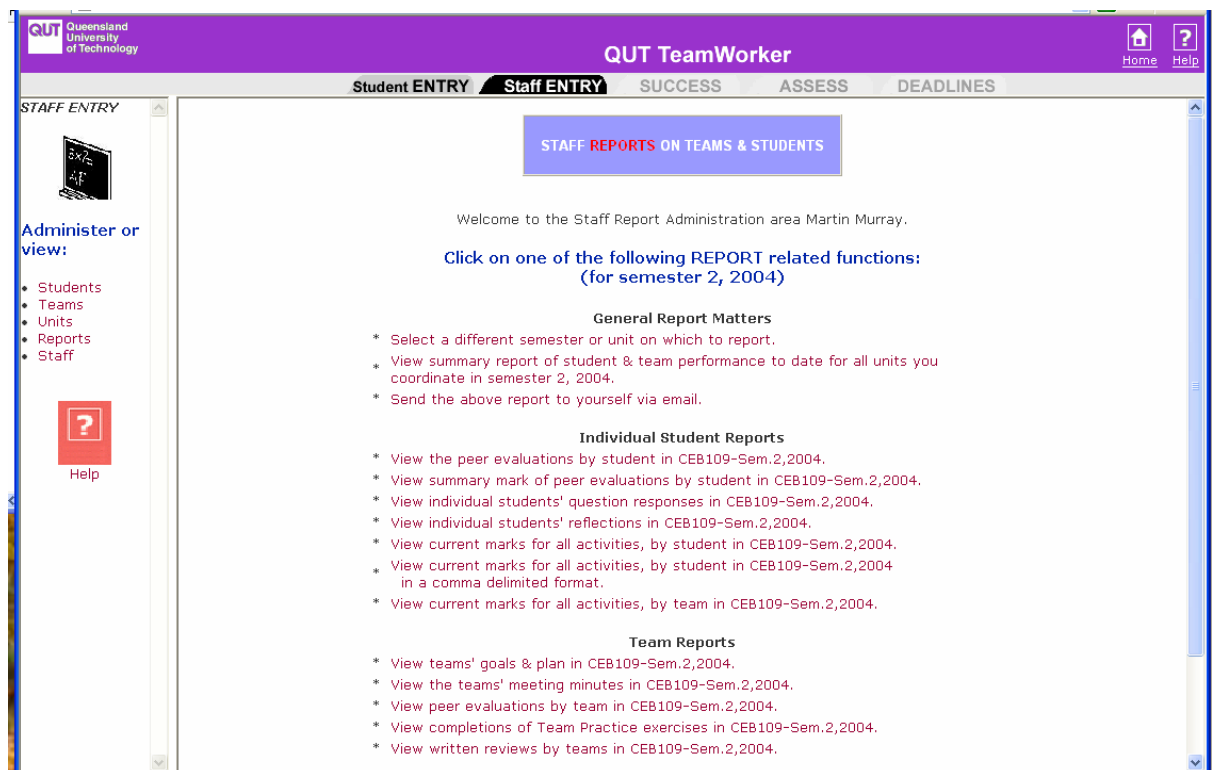 QUT Queensland
University
of Technology
QUT TeamWorker
Home
?
Help
Student ENTRY Staff ENTRY SUCCESS ASSESS DEADLINES
STAFF ENTRY
Administer or
view:
• Students
• Teams
• Units
• Reports
• Staff
?
Help
STAFF REPORTS ON TEAMS & STUDENTS
Welcome to the Staff Report Administration area Martin Murray.
Click on one of the following REPORT related functions:
(for semester 2, 2004)
General Report Matters
* Select a different semester or unit on which to report.
* View summary report of student & team performance to date for all units you
coordinate in semester 2, 2004.
* Send the above report to yourself via email.
Individual Student Reports
* View the peer evaluations by student in CEB109-Sem.2,2004.
* View summary mark of peer evaluations by student in CEB109-Sem.2,2004.
* View individual students' question responses in CEB109-Sem.2,2004.
* View individual students' reflections in CEB109-Sem.2,2004.
* View current marks for all activities, by student in CEB109-Sem.2,2004.
* View current marks for all activities, by student in CEB109-Sem.2,2004
in a comma delimited format.
* View current marks for all activities, by team in CEB109-Sem.2,2004.
Team Reports
* View teams' goals & plan in CEB109-Sem.2,2004.
* View the teams' meeting minutes in CEB109-Sem.2,2004.
* View peer evaluations by team in CEB109-Sem.2,2004.
* View completions of Team Practice exercises in CEB109-Sem.2,2004.
* View written reviews by teams in CEB109-Sem.2,2004.